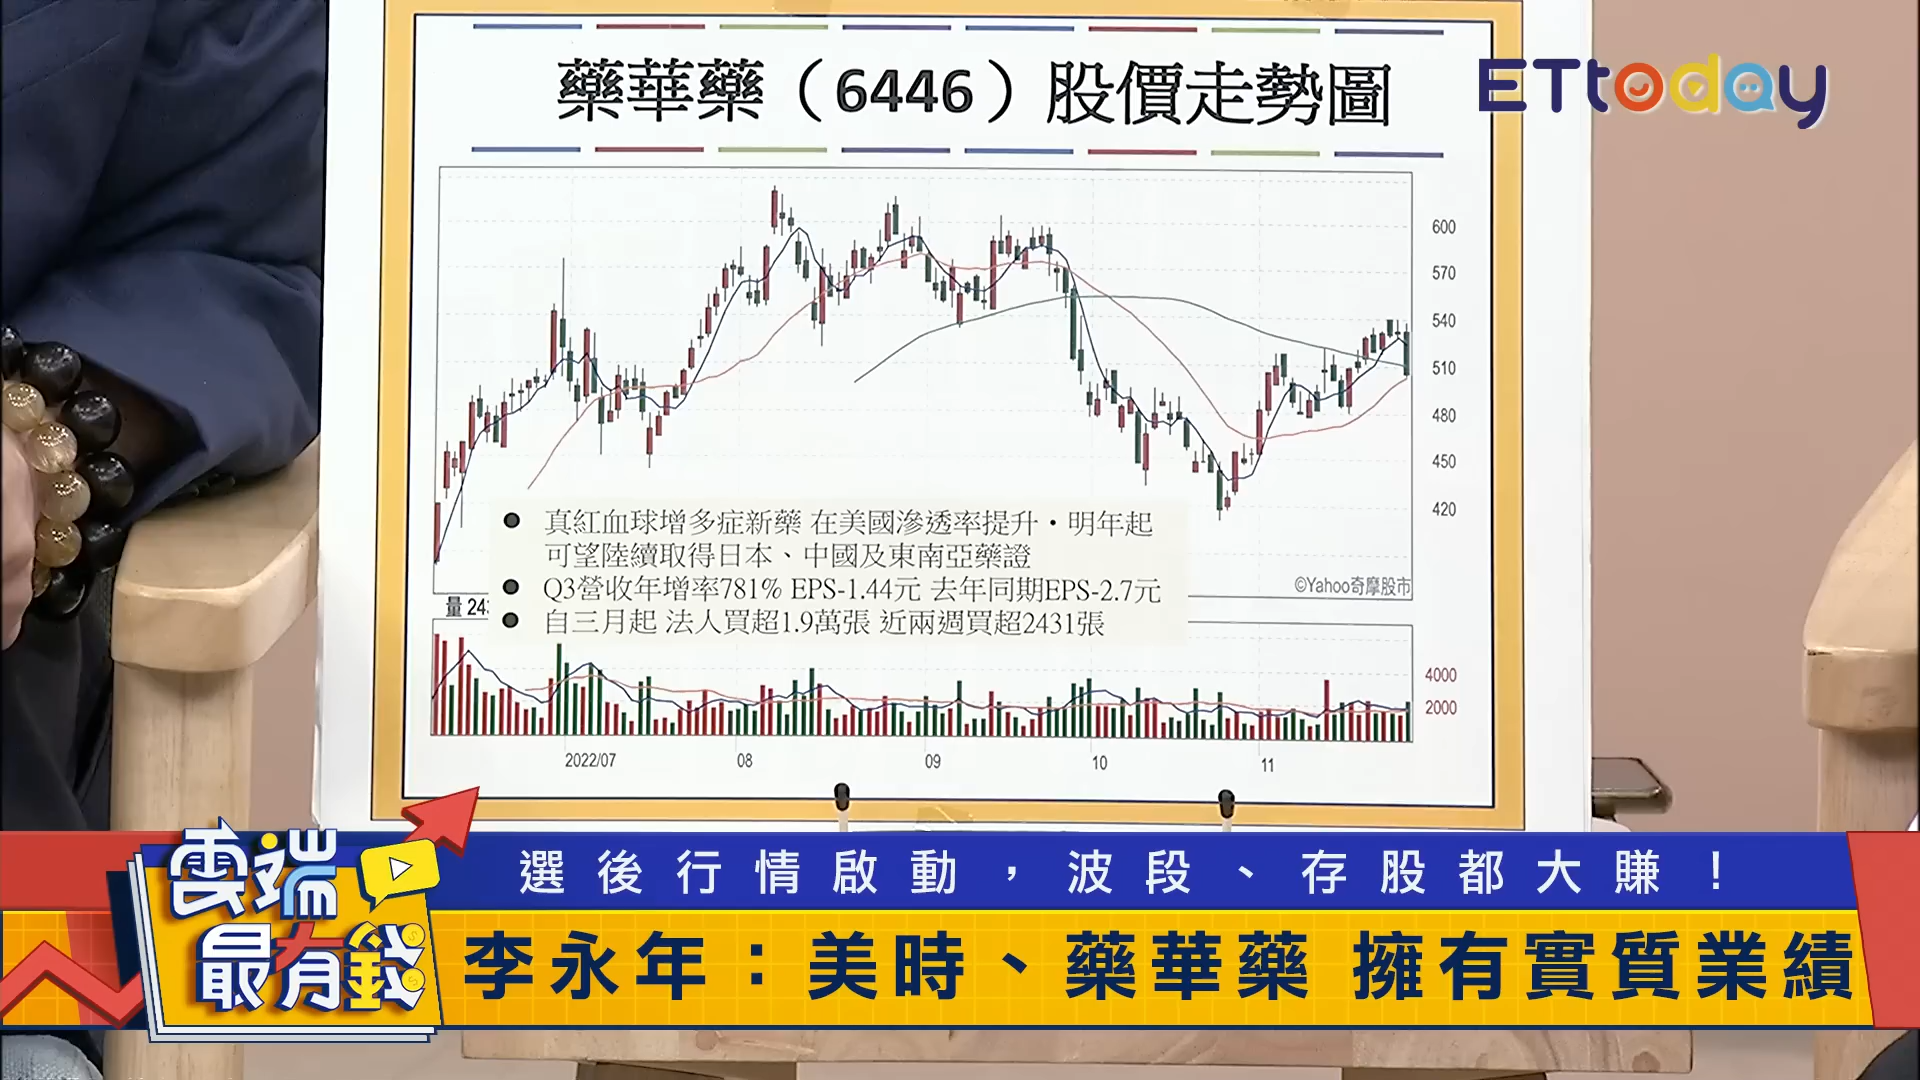 藥華藥（6446）股價走勢圖
ETtoday
600
570
540
510
480
450
420
真紅血球增多症新藥 在美國滲透率提升・明年起
可望陸續取得日本、中國及東南亞藥證
Q3營收年增率781% EPS-1.44元 去年同期EPS-2.7元
自三月起 法人買超1.9萬張 近兩週買超2431張
©Yahoo奇摩股市
量 243
4000
2000
2022/07
08
09
10
11
雲端
最有錢
選後行情啟動，波段、存股都大賺！
李永年：美時、藥華藥 擁有實質業績